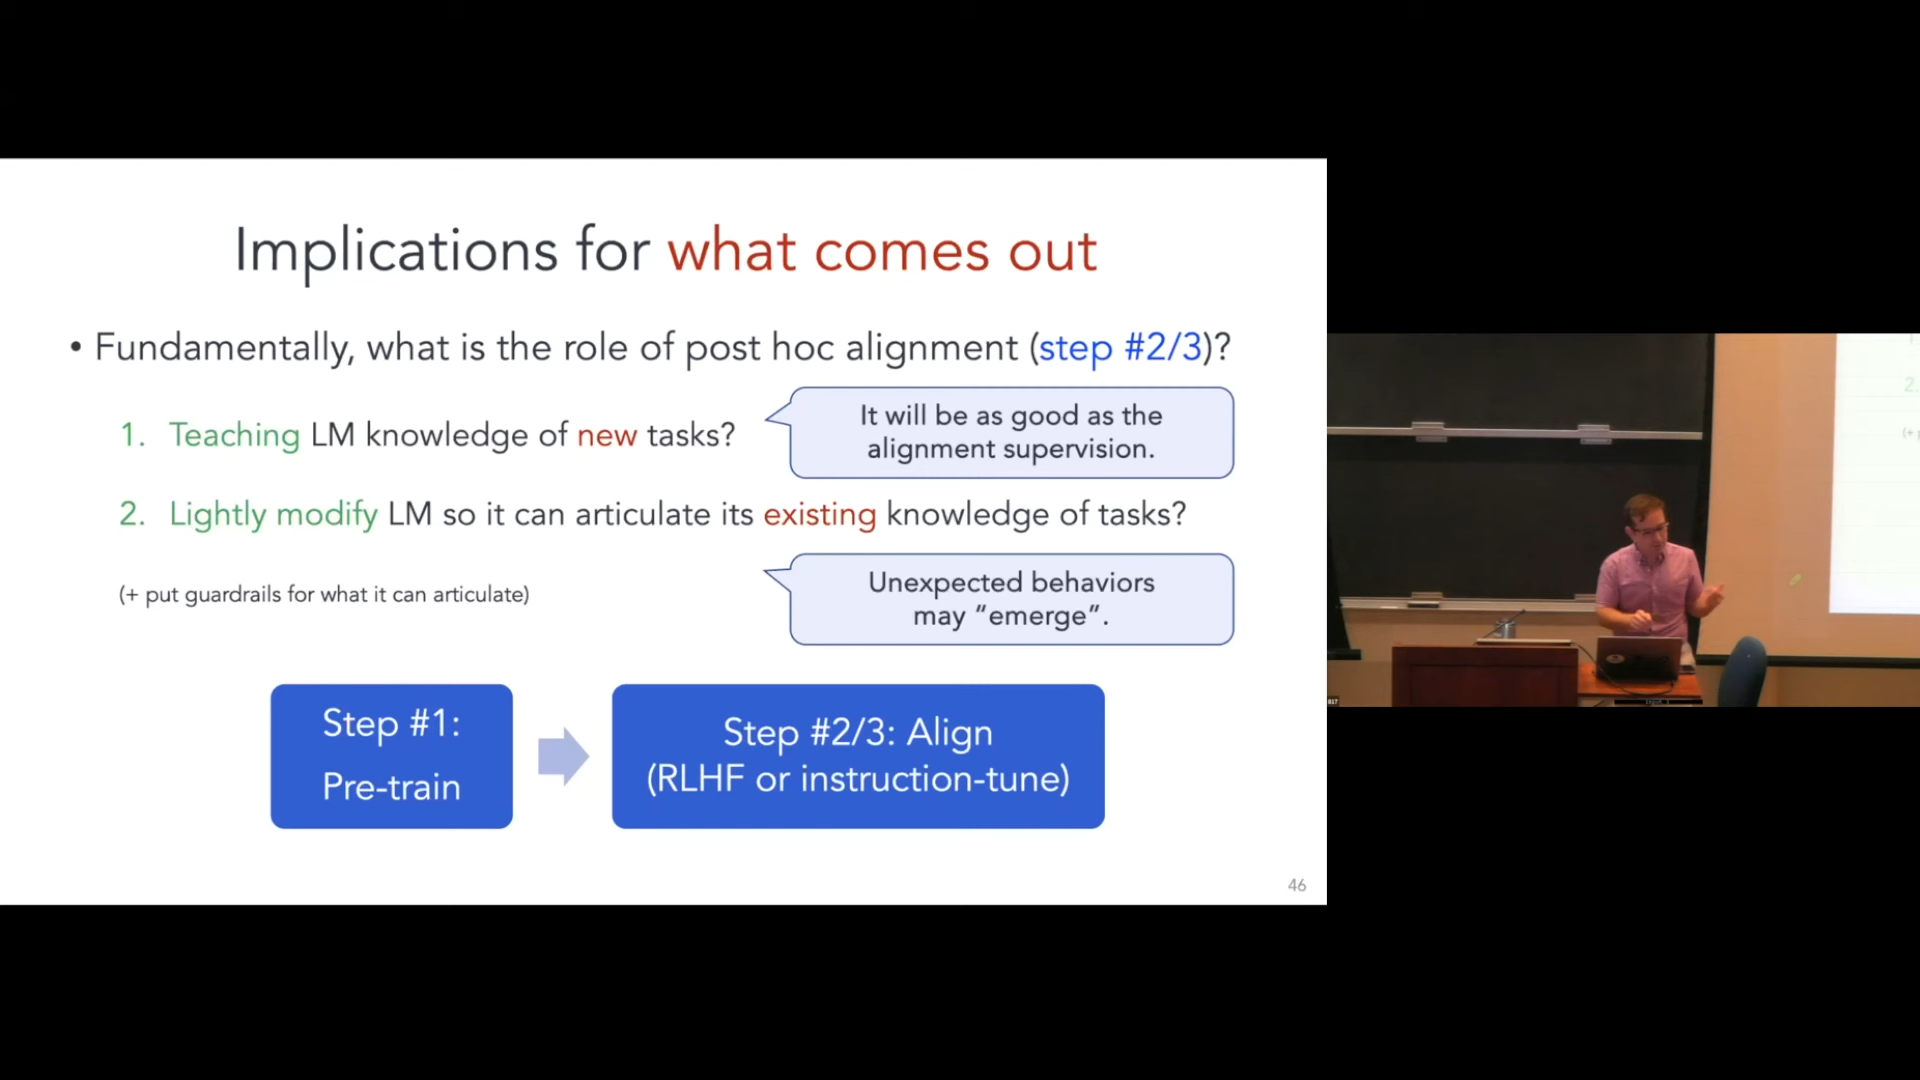 Implications for what comes out
• Fundamentally, what is the role of post hoc alignment (step #2/3)?
1. Teaching LM knowledge of new tasks?
It will be as good as the
alignment supervision.
2. Lightly modify LM so it can articulate its existing knowledge of tasks?
(+ put guardrails for what it can articulate)
Unexpected behaviors
may “emerge”.
Step #1:
Pre-train
Step #2/3: Align
(RLHF or instruction-tune)
46